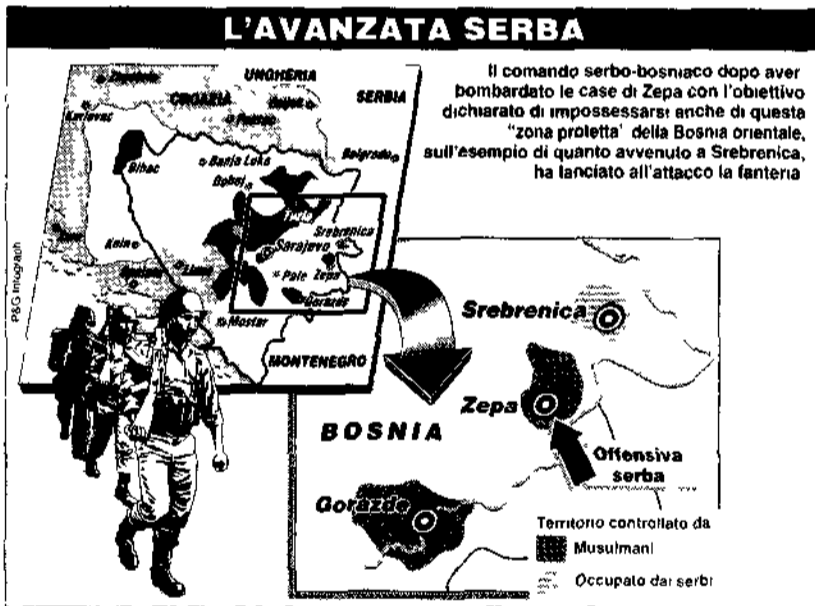 L'AVANZATA SERBA
Il comando serbo-bosniaco dopo aver
bombardato le case di Zepa con l'obiettivo
dichiarato di impossessarsi anche di questa
"zona protetta' della Bosnia orientale,
sull'esempio di quanto avvenuto a Srebrenica,
ha lanciato all'attacco la fanteria
UNGHERIA
CROAZIA
SERBIA
Karlovac
Belgrado
Bihac
Banja Luka
Doboj
Tuzla
Srebrenica
Sarajevo
Knin
Pale
Zepa
Gorazde
Mostar
MONTENEGRO
P&G Infograph
Srebrenica
Zepa
BOSNIA
Offensiva
serba
Gorazde
Territorio controllato da
Musulmani
Occupato dai serbi